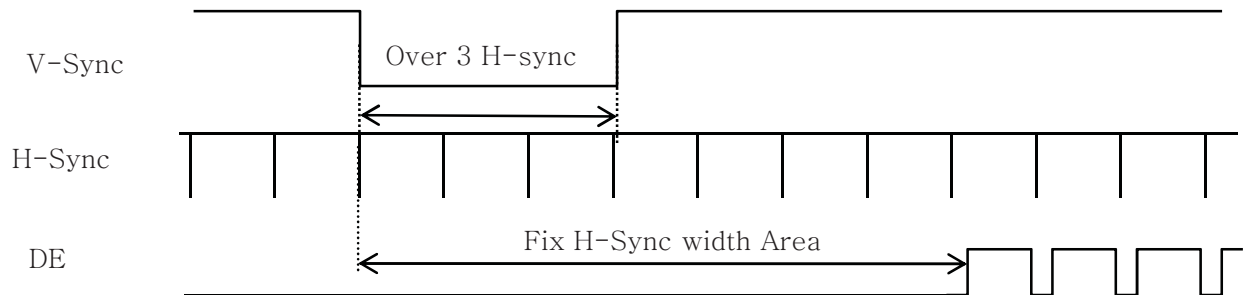 V-Sync
Over 3 H-sync
H-Sync
Fix H-Sync width Area
DE